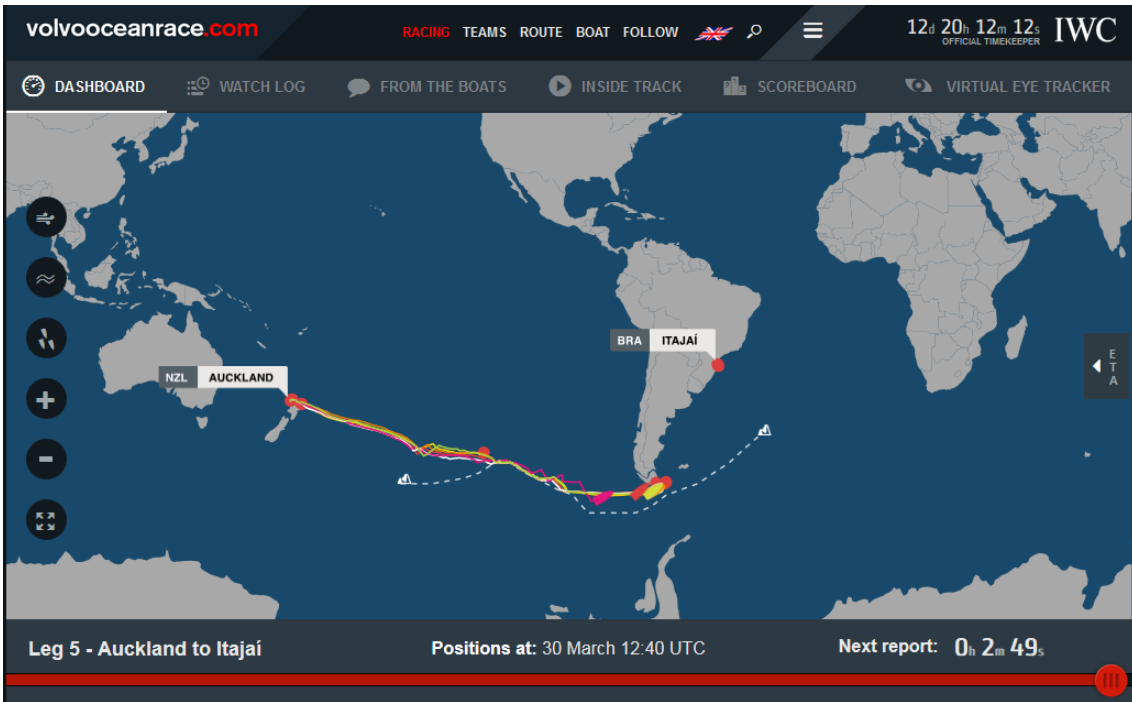 volvooceanrace.com RACING TEAMS ROUTE BOAT FOLLOW 12d 20h 12m 12s IWC
OFFICIAL TIMEKEEPER
DASHBOARD WATCH LOG FROM THE BOATS INSIDE TRACK SCOREBOARD VIRTUAL EYE TRACKER
BRA ITAJAÍ
ETA
NZL AUCKLAND
Leg 5 - Auckland to Itajaí Positions at: 30 March 12:40 UTC Next report: 0h 2m 49s